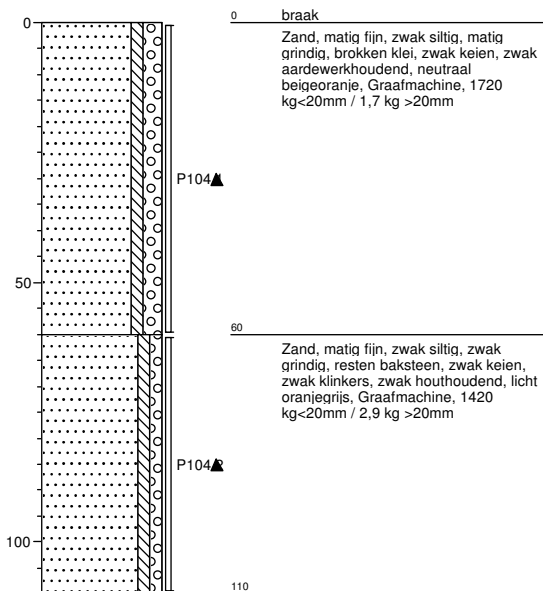 0
0 braak
Zand, matig fijn, zwak siltig, matig
grindig, brokken klei, zwak keien, zwak
aardewerkhoudend, neutraal
beigeoranje, Graafmachine, 1720
kg<20mm / 1,7 kg >20mm
P104
50
60
Zand, matig fijn, zwak siltig, zwak
grindig, resten baksteen, zwak keien,
zwak klinkers, zwak houthoudend, licht
oranjegrijs, Graafmachine, 1420
kg<20mm / 2,9 kg >20mm
P104
100
110